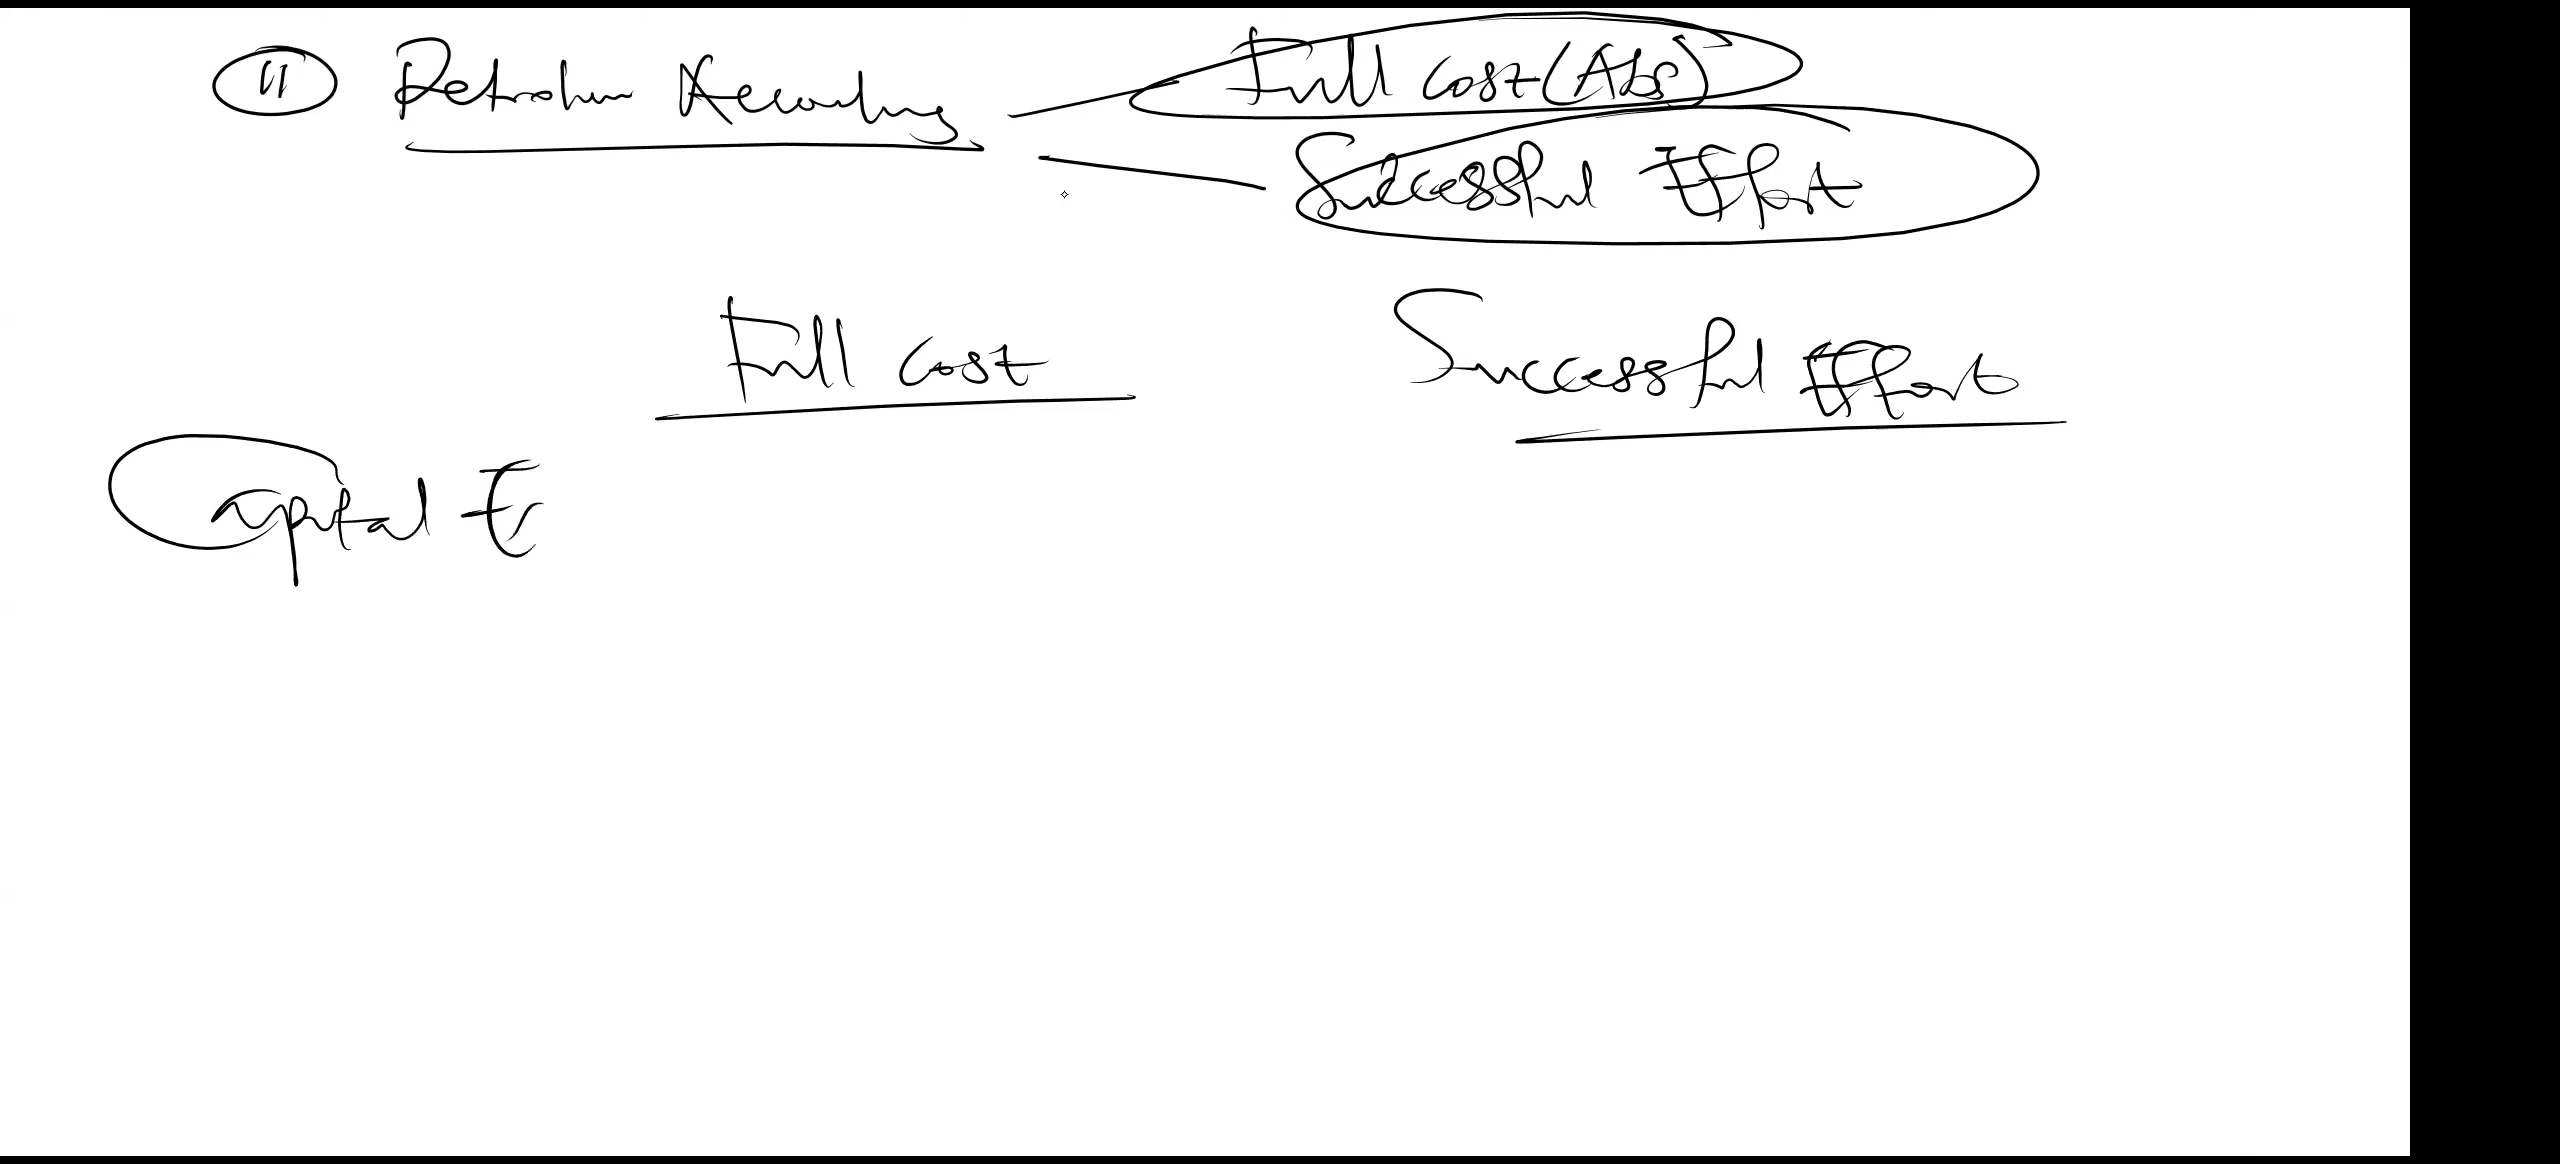 11 Petroleum Accounting Full Cost (Abs)
Successful Effort
Full Cost Successful Effort
Capital Ex